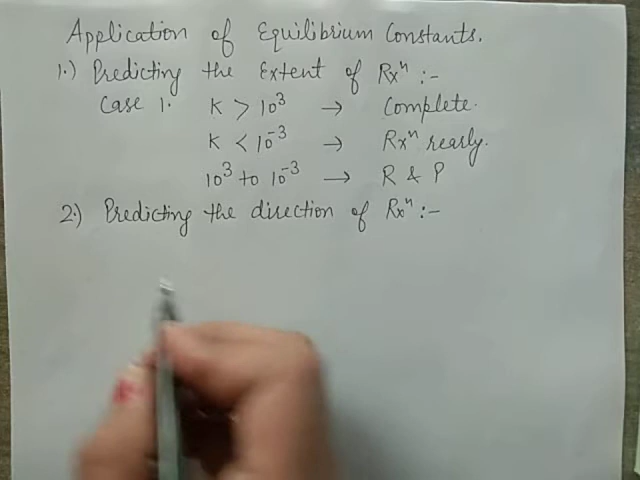 Application of Equilibrium Constants.
1.) Predicting the Extent of Rxⁿ :-
Case 1. K > 10³ → Complete.
K < 10⁻³ → Rxⁿ rearly.
10³ to 10⁻³ → R & P
2.) Predicting the direction of Rxⁿ :-